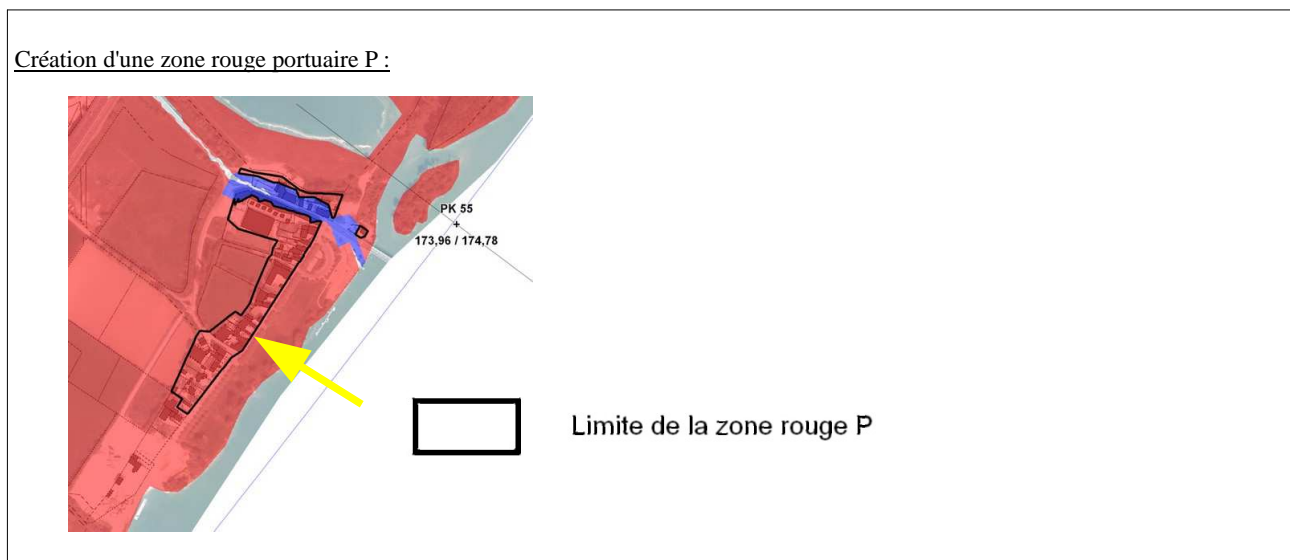 Création d'une zone rouge portuaire P :
PK 55
173,96 / 174,78
Limite de la zone rouge P